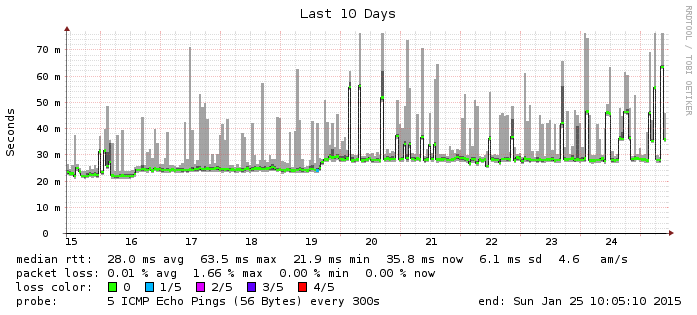 Last 10 Days
RRDTOOL / TOBI OETIKER
Seconds
70 m
60 m
50 m
40 m
30 m
20 m
10 m
0
15 16 17 18 19 20 21 22 23 24
median rtt: 28.0 ms avg 63.5 ms max 21.9 ms min 35.8 ms now 6.1 ms sd 4.6 am/s
packet loss: 0.01 % avg 1.66 % max 0.00 % min 0.00 % now
loss color: 0 1/5 2/5 3/5 4/5
probe: 5 ICMP Echo Pings (56 Bytes) every 300s end: Sun Jan 25 10:05:10 2015